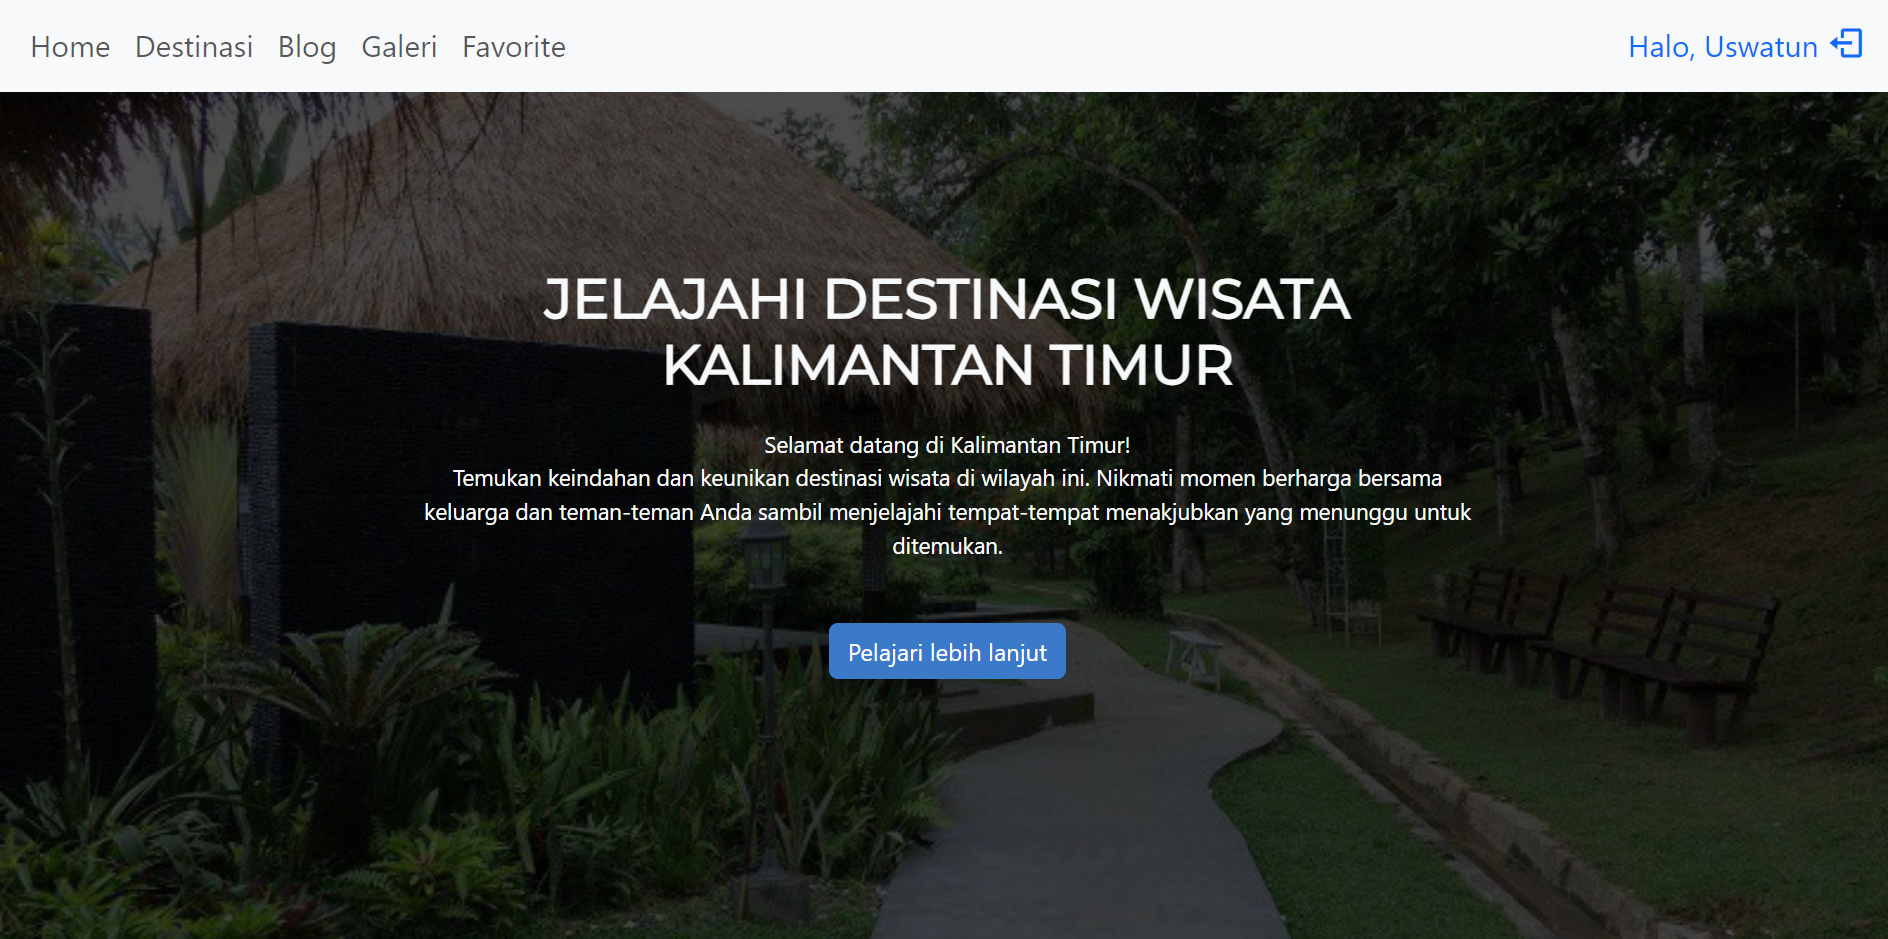 Home Destinasi Blog Galeri Favorite Halo, Uswatun
JELAJAHI DESTINASI WISATA
KALIMANTAN TIMUR
Selamat datang di Kalimantan Timur!
Temukan keindahan dan keunikan destinasi wisata di wilayah ini. Nikmati momen berharga bersama
keluarga dan teman-teman Anda sambil menjelajahi tempat-tempat menakjubkan yang menunggu untuk
ditemukan.
Pelajari lebih lanjut